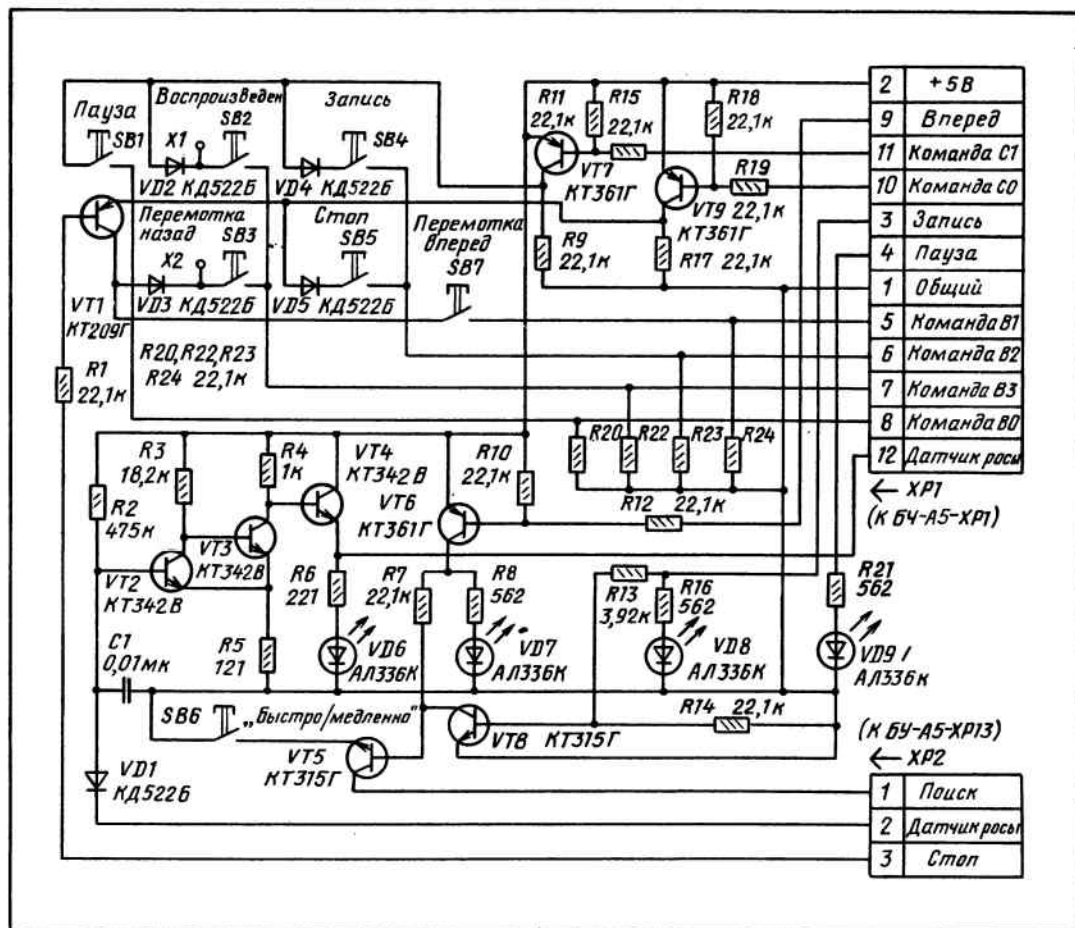 Пауза
SB1
Воспроизведен
SB2
X1
VD2 КД522Б
Запись
SB4
VD4 КД522Б
R11
22,1к
R15
22,1к
R18
22,1к
VT7
КТ361Г
R19
22,1к
VT9
КТ361Г
R9
22,1к
R17 22,1к
Перемотка
назад
SB3
X2
VD3 КД522Б
Стоп
SB5
VD5 КД522Б
Перемотка
вперед
SB7
VT1
КТ209Г
R1
22,1к
R20, R22, R23
R24 22,1к
2 +5В
9 Вперед
11 Команда С1
10 Команда С0
3 Запись
4 Пауза
1 Общий
5 Команда В1
6 Команда В2
7 Команда В3
8 Команда В0
12 Датчик росы
← XP1
(К БЧ-А5-XP1)
R3
18,2к
R4
1к
VT4
КТ342В
R10
22,1к
R20
R22
R23
R24
R2
475к
VT6
КТ361Г
R12
22,1к
VT3
КТ342В
VT2
КТ342В
R6
221
R7
22,1к
R8
562
R13
3,92к
R16
562
R21
562
C1
0,01мк
R5
121
VD6
АЛ336К
VD7
АЛ336К
VD8
АЛ336К
VD9
АЛ336К
SB6
„Быстро/медленно"
VT5
КТ315Г
VT8
КТ315Г
R14
22,1к
VD1
КД522Б
(К БУ-А5-XP13)
← XP2
1 Поиск
2 Датчик росы
3 Стоп